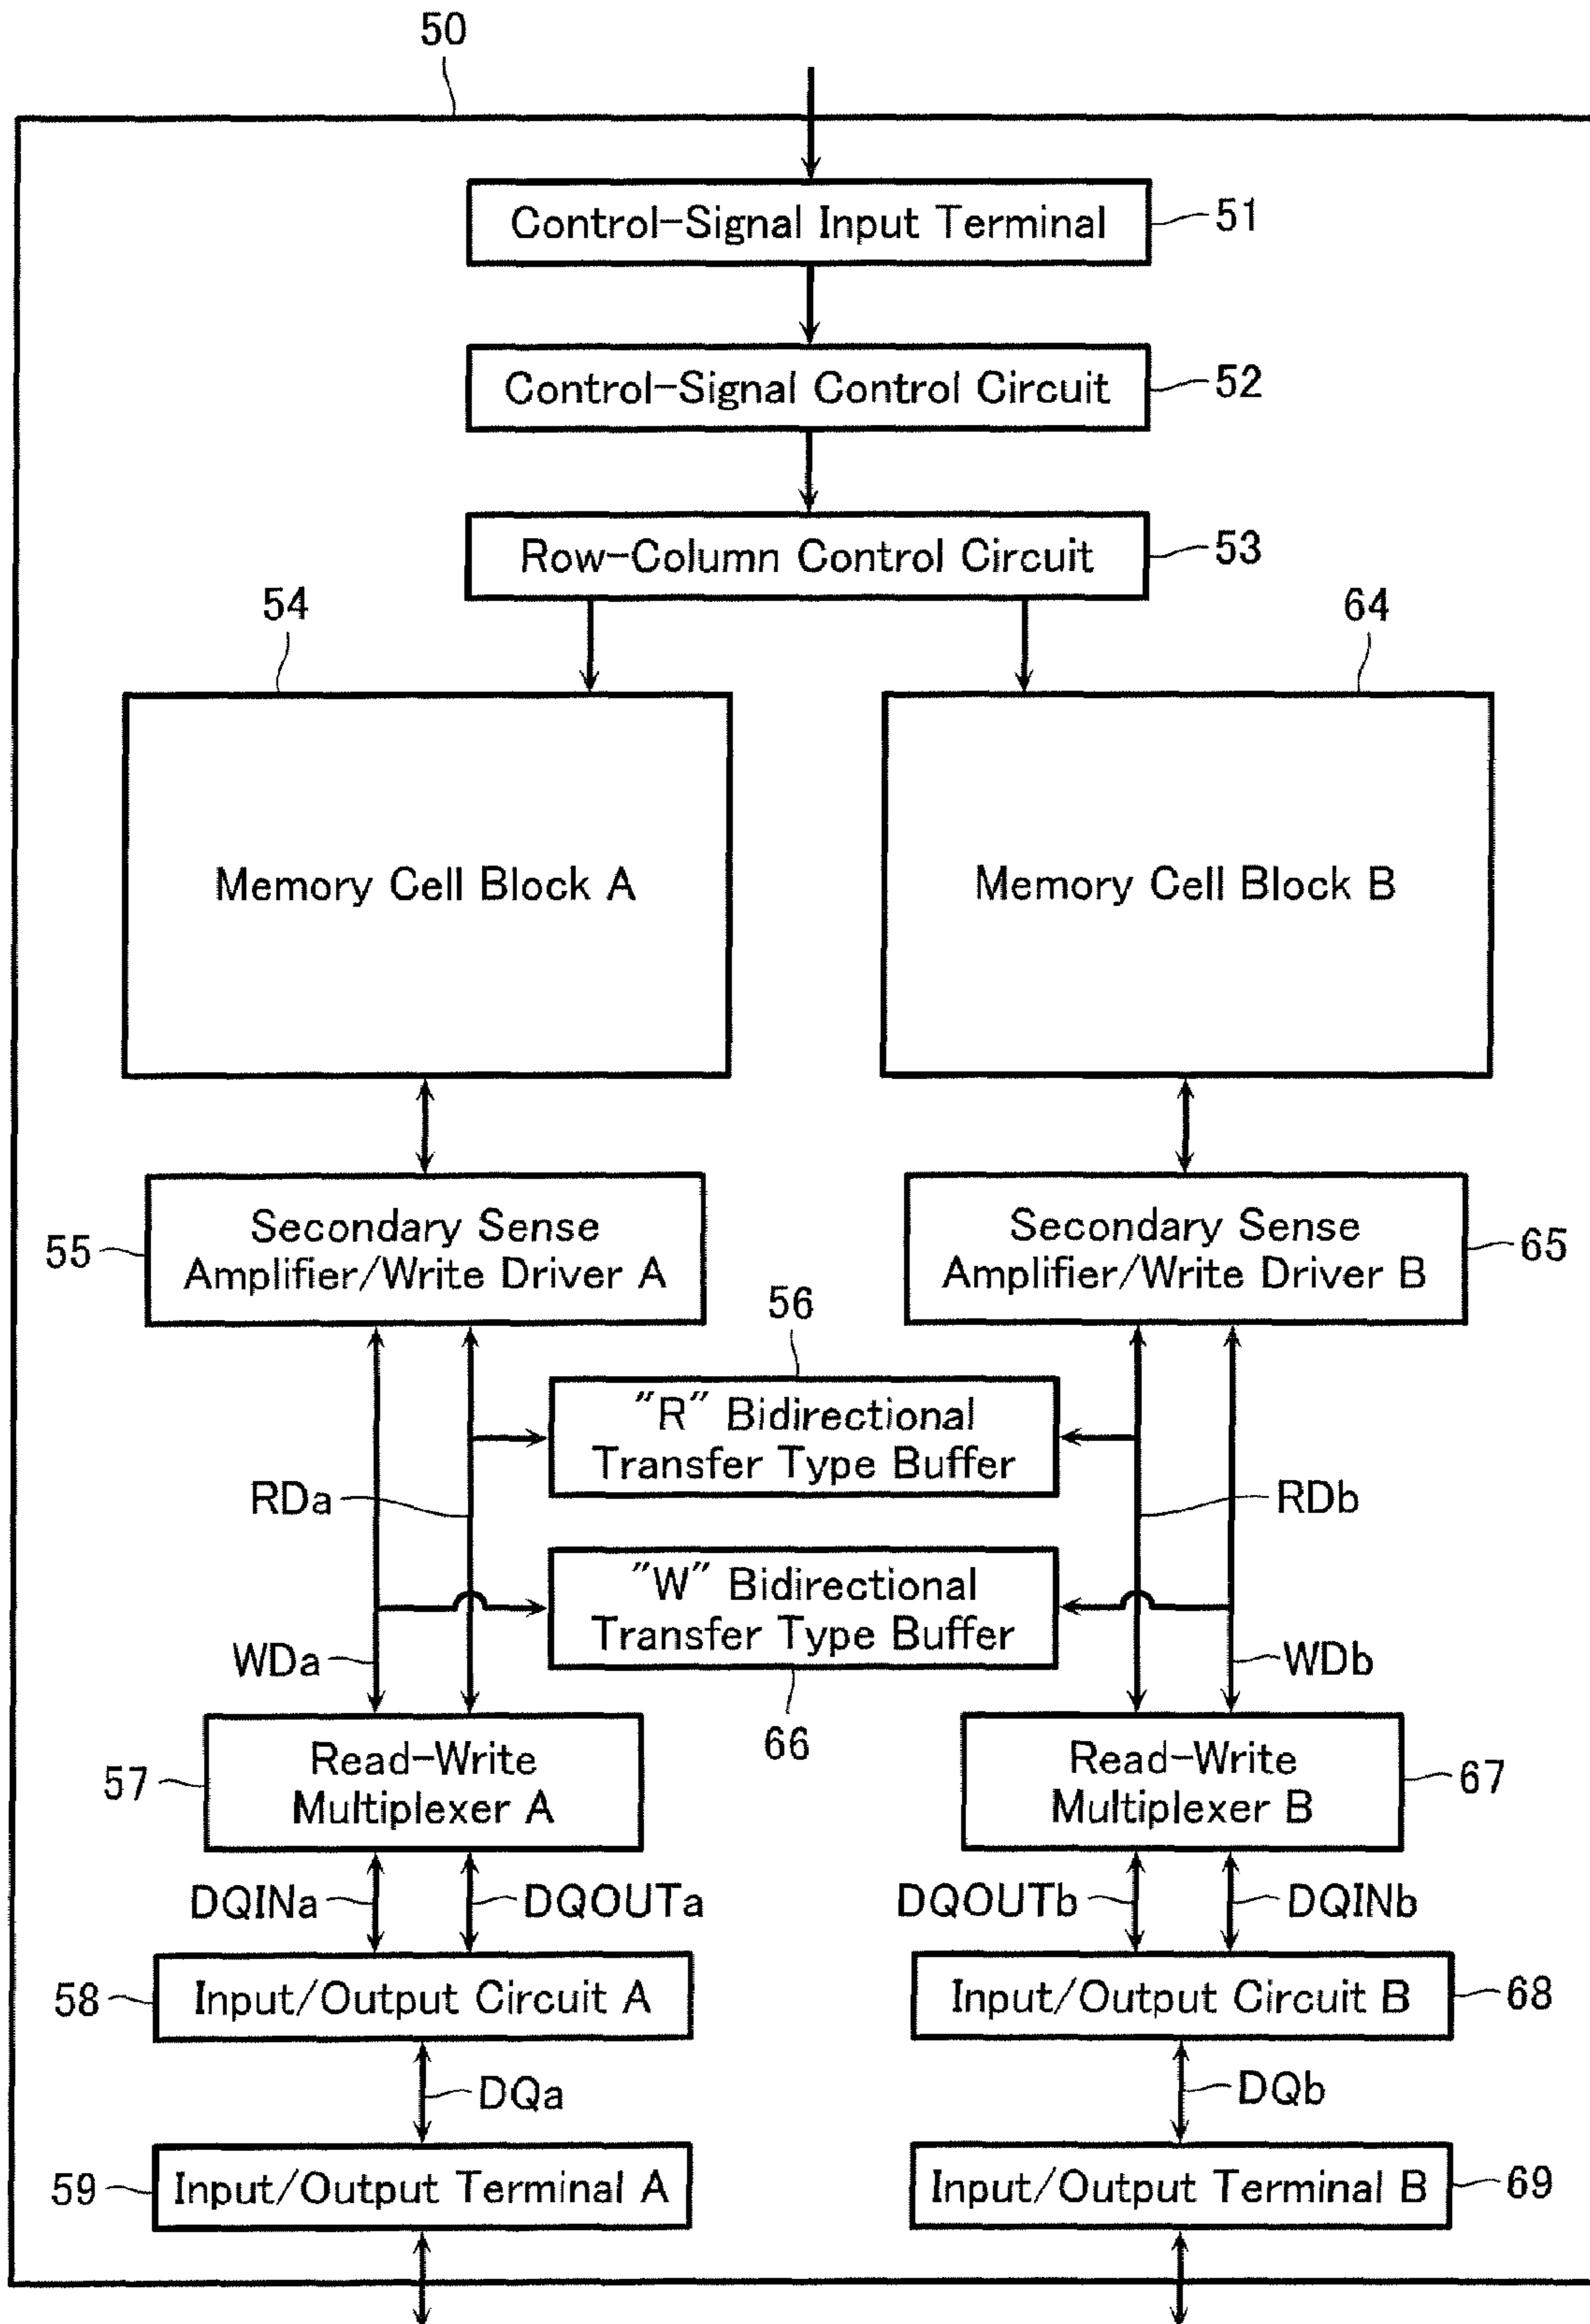 50
Control-Signal Input Terminal
51
Control-Signal Control Circuit
52
Row-Column Control Circuit
53
54
64
Memory Cell Block A
Memory Cell Block B
55
Secondary Sense
Amplifier/Write Driver A
Secondary Sense
Amplifier/Write Driver B
65
56
"R" Bidirectional
Transfer Type Buffer
RDa
RDb
"W" Bidirectional
Transfer Type Buffer
WDa
WDb
66
57
Read-Write
Multiplexer A
Read-Write
Multiplexer B
67
DQINa
DQOUTa
DQOUTb
DQINb
58
Input/Output Circuit A
Input/Output Circuit B
68
DQa
DQb
59
Input/Output Terminal A
Input/Output Terminal B
69